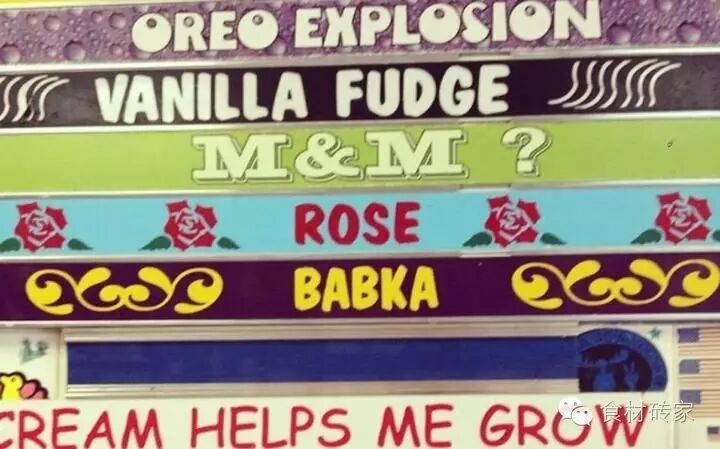 OREO EXPLOSION
VANILLA FUDGE
M&M ?
ROSE
BABKA
CREAM HELPS ME GROW
食材砖家